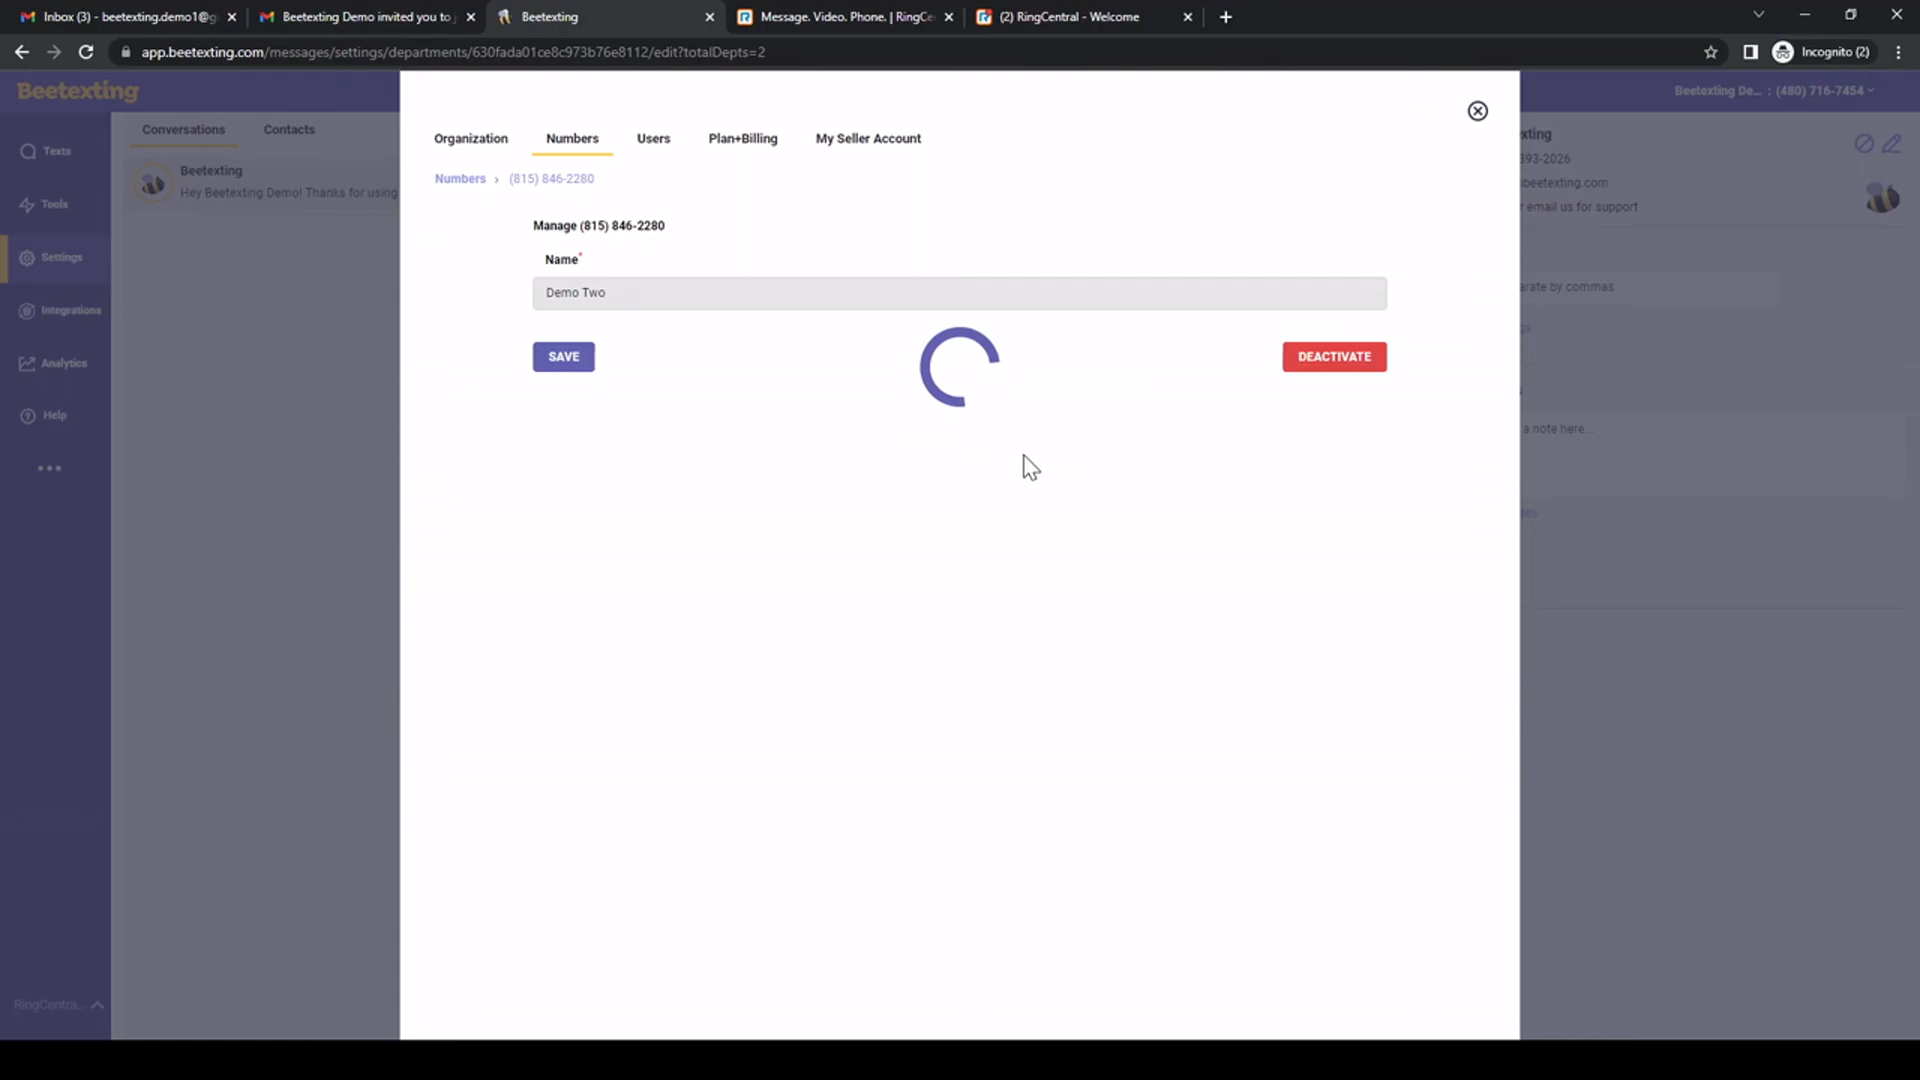 Inbox (3) - beetexting.demo1@g
Beetexting Demo invited you to j
Beetexting
Message. Video. Phone. | RingCe
(2) RingCentral - Welcome
app.beetexting.com/messages/settings/departments/630fada01ce8c973b76e8112/edit?totalDepts=2
Incognito (2)
Beetexting
Beetexting De... : (480) 716-7454
Texts
Tools
Settings
Integrations
Analytics
Help
RingCentra...
Conversations
Contacts
Beetexting
Hey Beetexting Demo! Thanks for using
Organization
Numbers
Users
Plan+Billing
My Seller Account
Numbers › (815) 846-2280
Manage (815) 846-2280
Name*
Demo Two
SAVE
DEACTIVATE
xting
393-2026
beetexting.com
r email us for support
arate by commas
a note here...